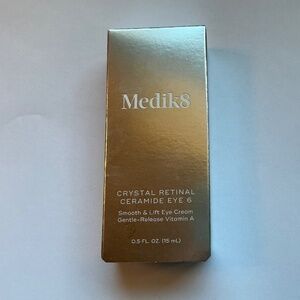 Medik8
CRYSTAL RETINAL
CERAMIDE EYE 6
Smooth & Lift Eye Cream
Gentle-Release Vitamin A
0.5 FL. OZ. (15 mL)